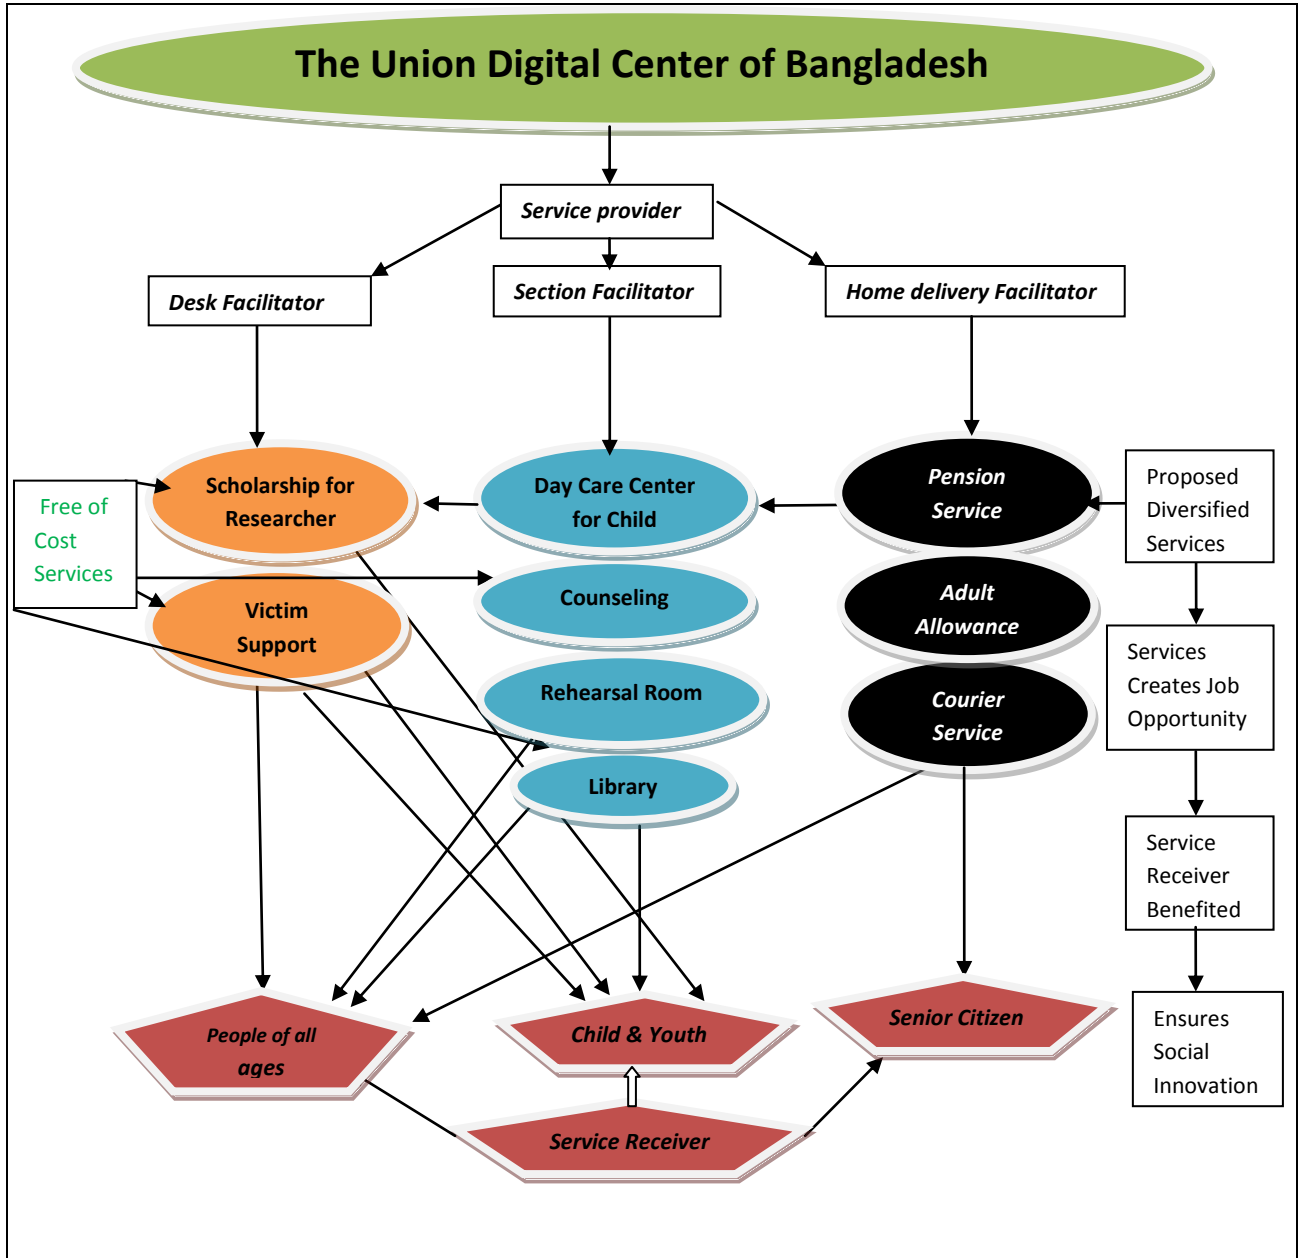 The Union Digital Center of Bangladesh
Service provider
Desk Facilitator
Section Facilitator
Home delivery Facilitator
Scholarship for
Researcher
Day Care Center
for Child
Pension
Service
Proposed
Diversified
Services
Free of
Cost
Services
Victim
Support
Counseling
Adult
Allowance
Services
Creates Job
Opportunity
Rehearsal Room
Courier
Service
Library
Service
Receiver
Benefited
People of all
ages
Child & Youth
Senior Citizen
Ensures
Social
Innovation
Service Receiver